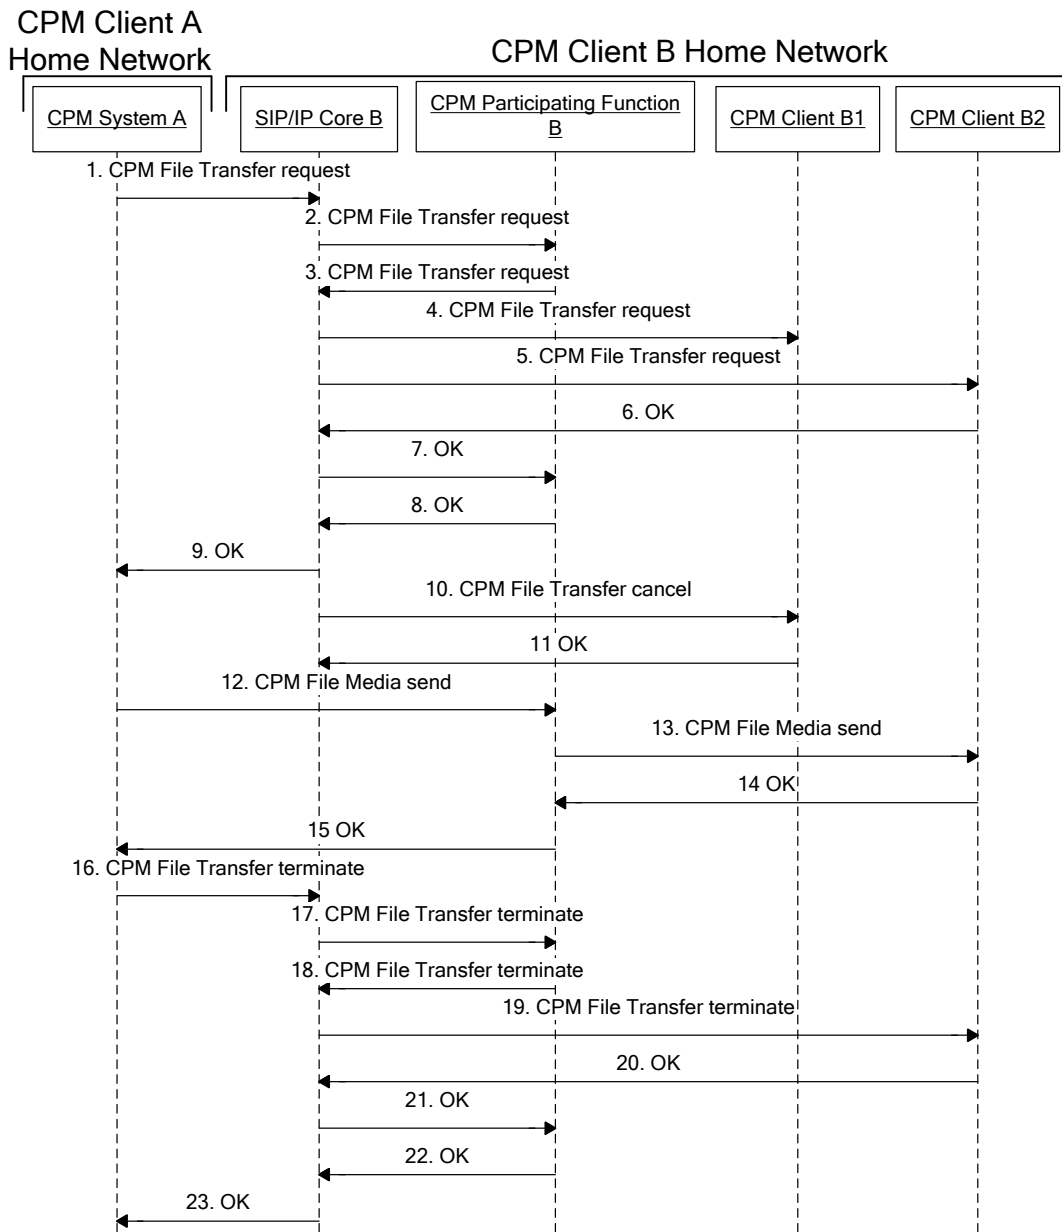 CPM Client A
Home Network
CPM Client B Home Network
CPM System A
SIP/IP Core B
CPM Participating Function
B
CPM Client B1
CPM Client B2
1. CPM File Transfer request
2. CPM File Transfer request
3. CPM File Transfer request
4. CPM File Transfer request
5. CPM File Transfer request
6. OK
7. OK
8. OK
9. OK
10. CPM File Transfer cancel
11 OK
12. CPM File Media send
13. CPM File Media send
14 OK
15 OK
16. CPM File Transfer terminate
17. CPM File Transfer terminate
18. CPM File Transfer terminate
19. CPM File Transfer terminate
20. OK
21. OK
22. OK
23. OK